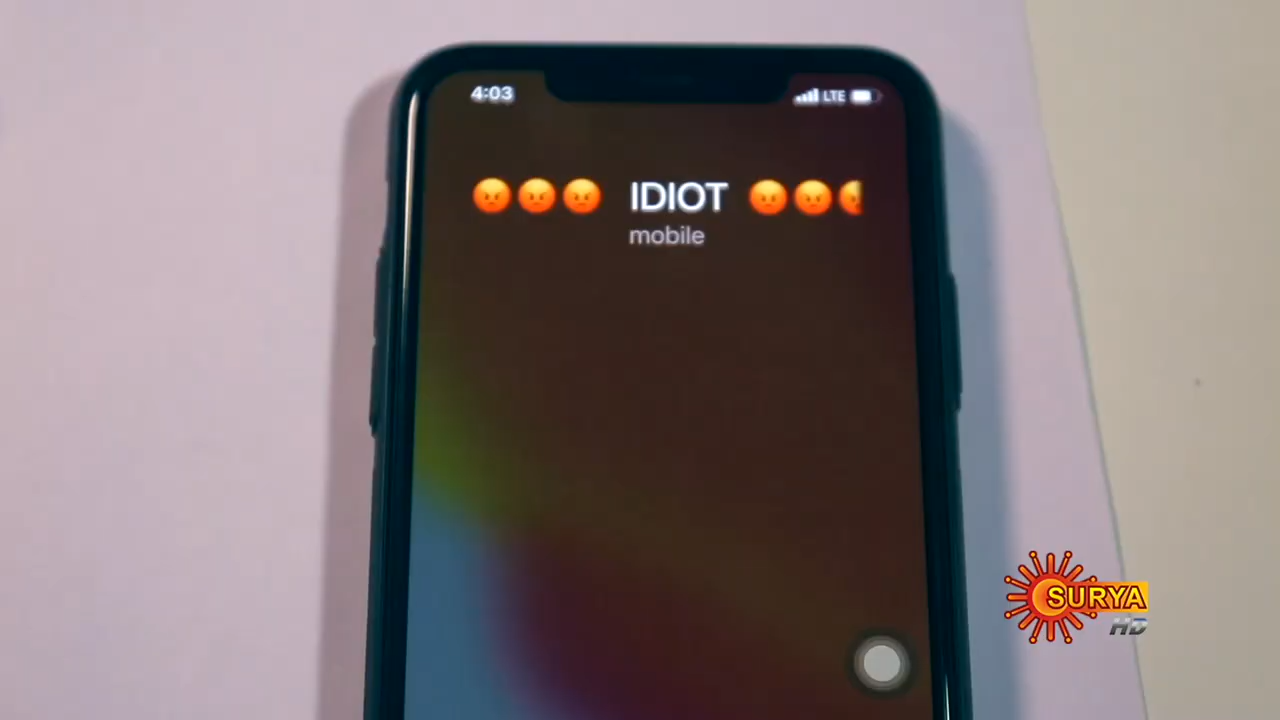 4:03 LTE
😡😡😡 IDIOT 😡😡😡
mobile
SURYA
HD